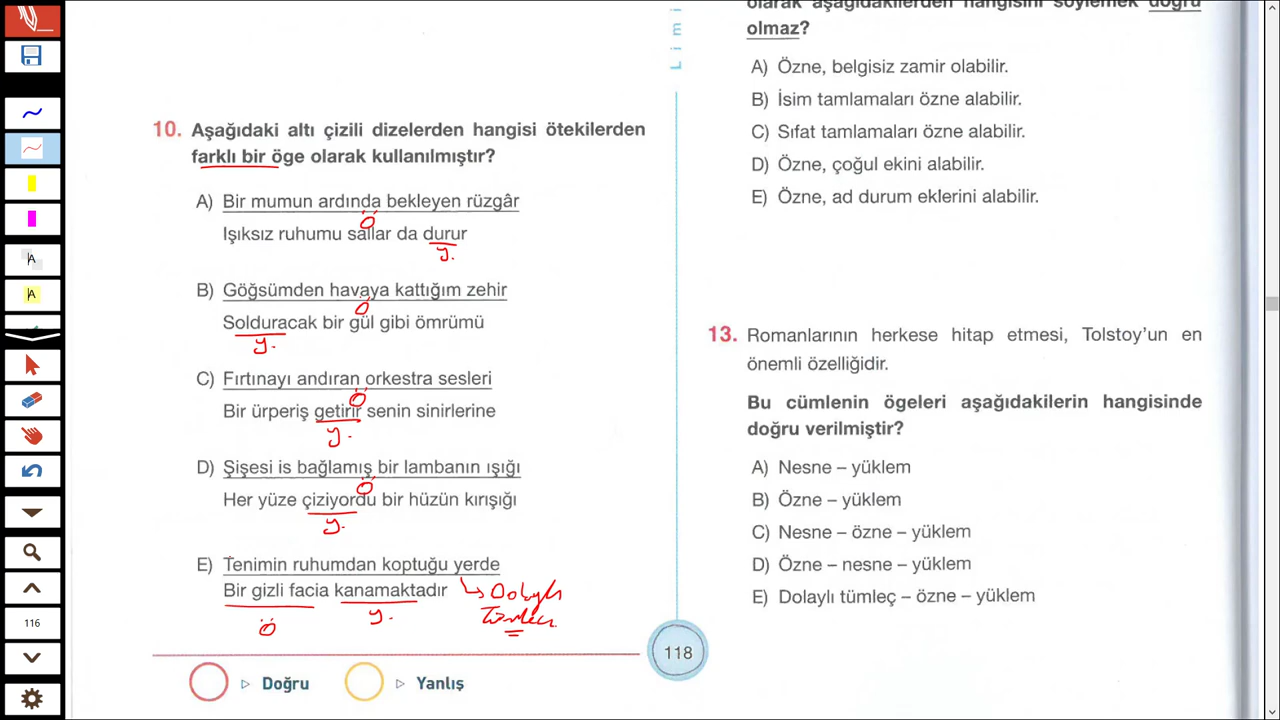 10. Aşağıdaki altı çizili dizelerden hangisi ötekilerden
farklı bir öge olarak kullanılmıştır?
A) Bir mumun ardında bekleyen rüzgâr
Ö
Işıksız ruhumu sallar da durur
y.
B) Göğsümden havaya kattığım zehir
Ö
Solduracak bir gül gibi ömrümü
y.
C) Fırtınayı andıran orkestra sesleri
Ö
Bir ürperiş getirir senin sinirlerine
y.
D) Şişesi is bağlamış bir lambanın ışığı
Ö
Her yüze çiziyordu bir hüzün kırışığı
y.
E) Tenimin ruhumdan koptuğu yerde
Bir gizli facia kanamaktadır
Dolaylı
Tümleç.
ö
y.
Doğru
Yanlış
Limi
118
olarak aşağıdakilerden hangisini söylemek doğru
olmaz?
A) Özne, belgisiz zamir olabilir.
B) İsim tamlamaları özne alabilir.
C) Sıfat tamlamaları özne alabilir.
D) Özne, çoğul ekini alabilir.
E) Özne, ad durum eklerini alabilir.
13. Romanlarının herkese hitap etmesi, Tolstoy'un en
önemli özelliğidir.
Bu cümlenin ögeleri aşağıdakilerin hangisinde
doğru verilmiştir?
A) Nesne – yüklem
B) Özne – yüklem
C) Nesne – özne – yüklem
D) Özne – nesne – yüklem
E) Dolaylı tümleç – özne – yüklem
A
A
116